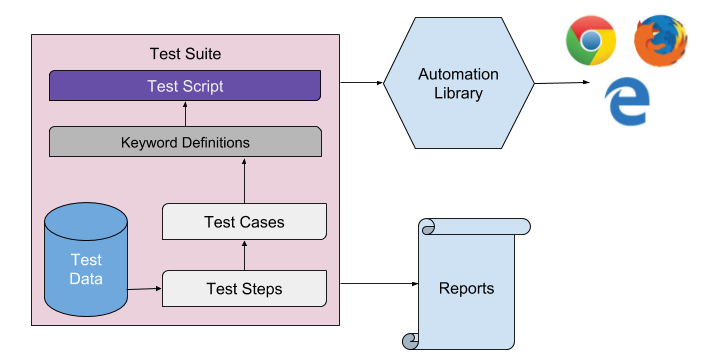 Test Suite
Test Script
Keyword Definitions
Test Cases
Test
Data
Test Steps
Automation
Library
Reports